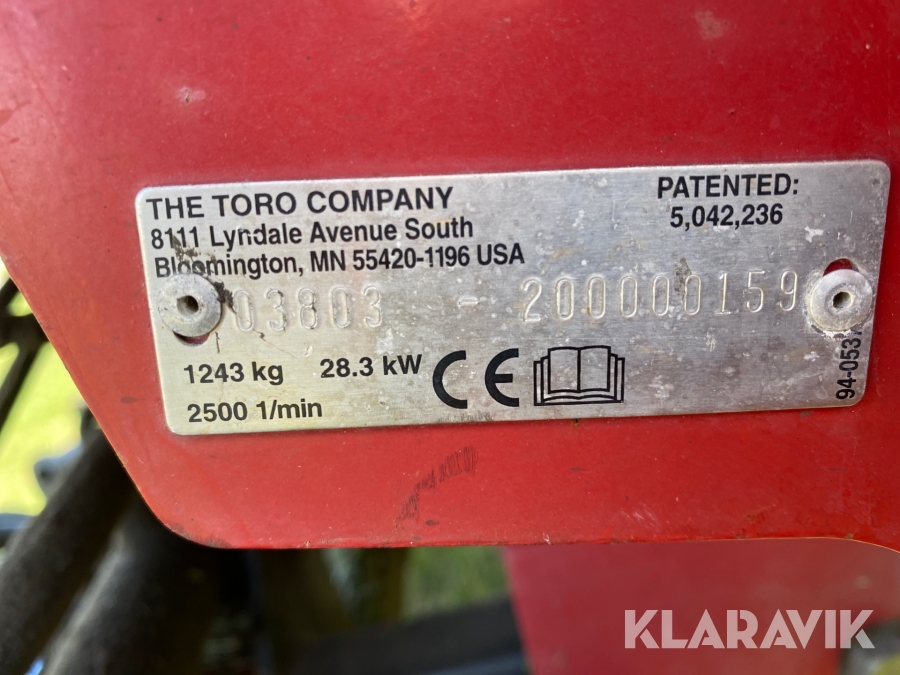 THE TORO COMPANY
8111 Lyndale Avenue South
Bloomington, MN 55420-1196 USA
PATENTED:
5,042,236
03803 - 200000159
1243 kg 28.3 kW
2500 1/min
CE
KLARAVIK